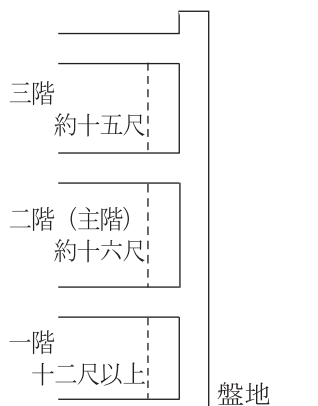 三階
約十五尺
二階（主階）
約十六尺
一階
十二尺以上
盤地